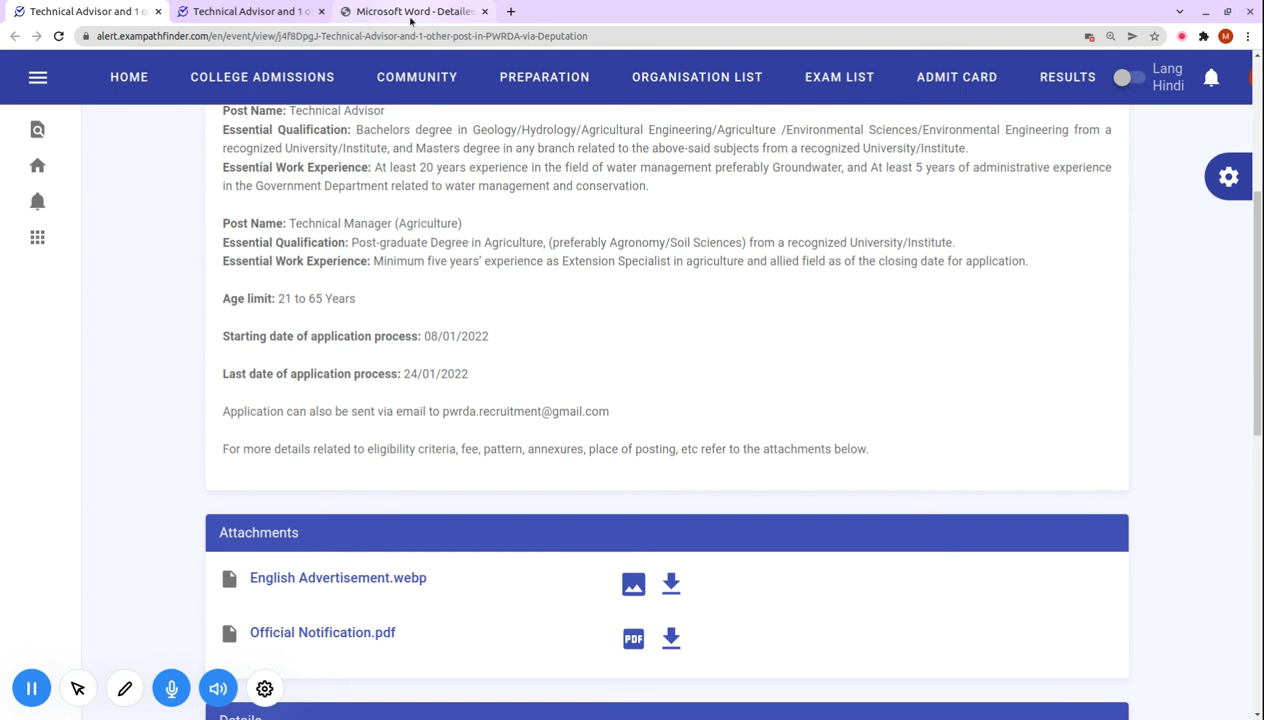 Technical Advisor and 1 o
Technical Advisor and 1 o
Microsoft Word - Detailed
alert.exampathfinder.com/en/event/view/j4f8DpgJ-Technical-Advisor-and-1-other-post-in-PWRDA-via-Deputation
M
HOME COLLEGE ADMISSIONS COMMUNITY PREPARATION ORGANISATION LIST EXAM LIST ADMIT CARD RESULTS Lang Hindi
Post Name: Technical Advisor
Essential Qualification: Bachelors degree in Geology/Hydrology/Agricultural Engineering/Agriculture /Environmental Sciences/Environmental Engineering from a
recognized University/Institute, and Masters degree in any branch related to the above-said subjects from a recognized University/Institute.
Essential Work Experience: At least 20 years experience in the field of water management preferably Groundwater, and At least 5 years of administrative experience
in the Government Department related to water management and conservation.
Post Name: Technical Manager (Agriculture)
Essential Qualification: Post-graduate Degree in Agriculture, (preferably Agronomy/Soil Sciences) from a recognized University/Institute.
Essential Work Experience: Minimum five years’ experience as Extension Specialist in agriculture and allied field as of the closing date for application.
Age limit: 21 to 65 Years
Starting date of application process: 08/01/2022
Last date of application process: 24/01/2022
Application can also be sent via email to pwrda.recruitment@gmail.com
For more details related to eligibility criteria, fee, pattern, annexures, place of posting, etc refer to the attachments below.
Attachments
English Advertisement.webp
Official Notification.pdf
PDF
Details